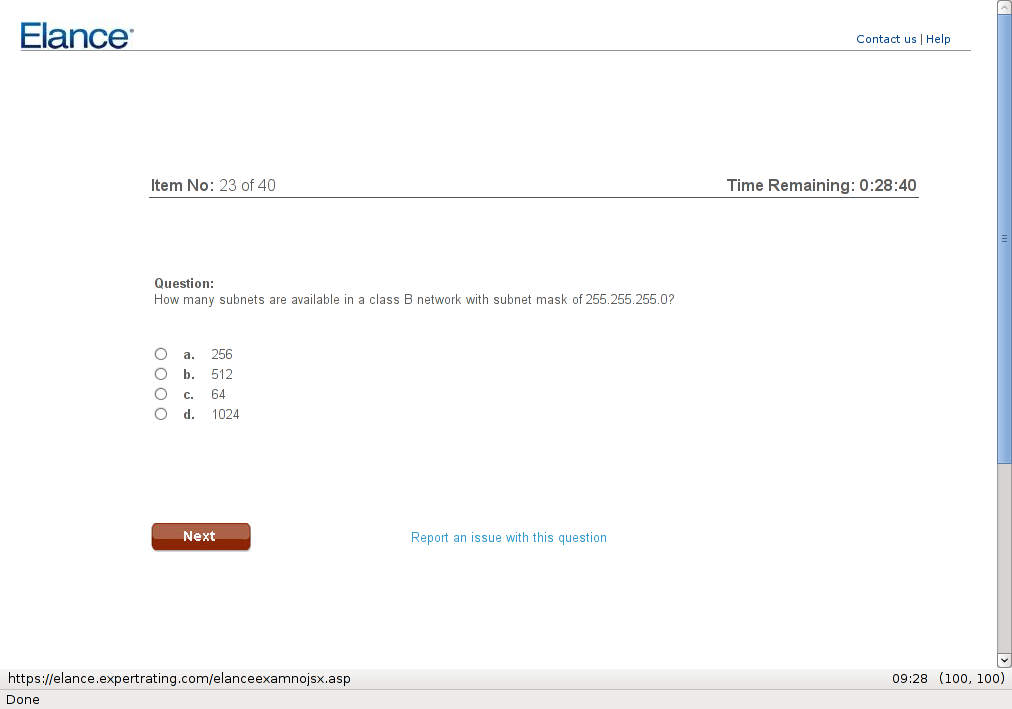 Elance®
Contact us | Help
Item No: 23 of 40
Time Remaining: 0:28:40
Question:
How many subnets are available in a class B network with subnet mask of 255.255.255.0?
a. 256
b. 512
c. 64
d. 1024
Next
Report an issue with this question
https://elance.expertrating.com/elanceexamnojsx.asp
09:28 (100, 100)
Done